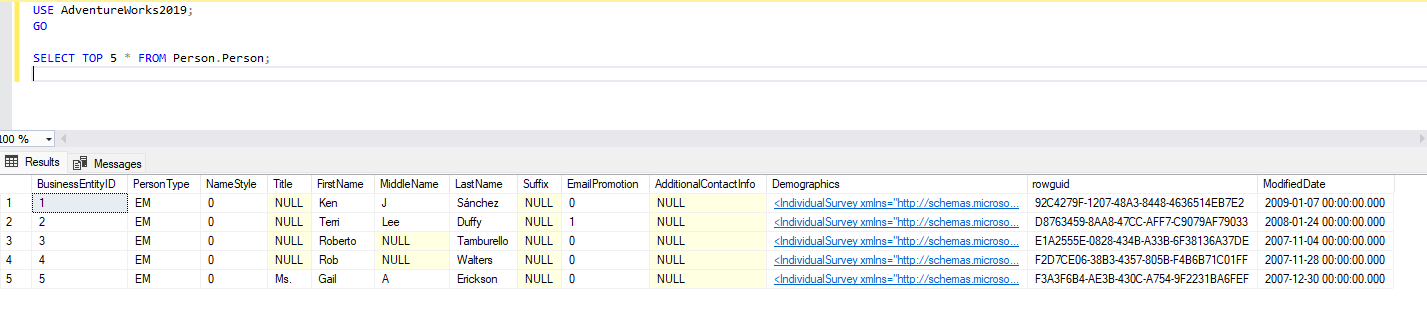 USE AdventureWorks2019;
GO
SELECT TOP 5 * FROM Person.Person;
100 %
Results Messages
BusinessEntityID PersonType NameStyle Title FirstName MiddleName LastName Suffix EmailPromotion AdditionalContactInfo Demographics rowguid ModifiedDate
1 1 EM 0 NULL Ken J Sánchez NULL 0 NULL <IndividualSurvey xmlns="http://schemas.microso... 92C4279F-1207-48A3-8448-4636514EB7E2 2009-01-07 00:00:00.000
2 2 EM 0 NULL Terri Lee Duffy NULL 1 NULL <IndividualSurvey xmlns="http://schemas.microso... D8763459-8AA8-47CC-AFF7-C9079AF79033 2008-01-24 00:00:00.000
3 3 EM 0 NULL Roberto NULL Tamburello NULL 0 NULL <IndividualSurvey xmlns="http://schemas.microso... E1A2555E-0828-434B-A33B-6F38136A37DE 2007-11-04 00:00:00.000
4 4 EM 0 NULL Rob NULL Walters NULL 0 NULL <IndividualSurvey xmlns="http://schemas.microso... F2D7CE06-38B3-4357-805B-F4B6B71C01FF 2007-11-28 00:00:00.000
5 5 EM 0 Ms. Gail A Erickson NULL 0 NULL <IndividualSurvey xmlns="http://schemas.microso... F3A3F6B4-AE3B-430C-A754-9F2231BA6FEF 2007-12-30 00:00:00.000